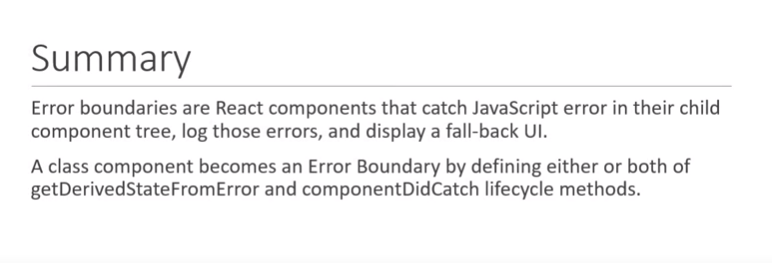 Summary
Error boundaries are React components that catch JavaScript error in their child
component tree, log those errors, and display a fall-back UI.
A class component becomes an Error Boundary by defining either or both of
getDerivedStateFromError and componentDidCatch lifecycle methods.